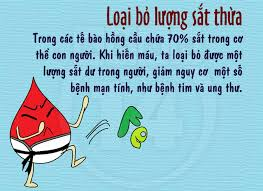 Loại bỏ lượng sắt thừa
Trong các tế bào hồng cầu chứa 70% sắt trong cơ
thể con người. Khi hiến máu, ta loại bỏ được một
lượng sắt dư trong người, giảm nguy cơ một số
bệnh mạn tính, như bệnh tim và ung thư.
Fe